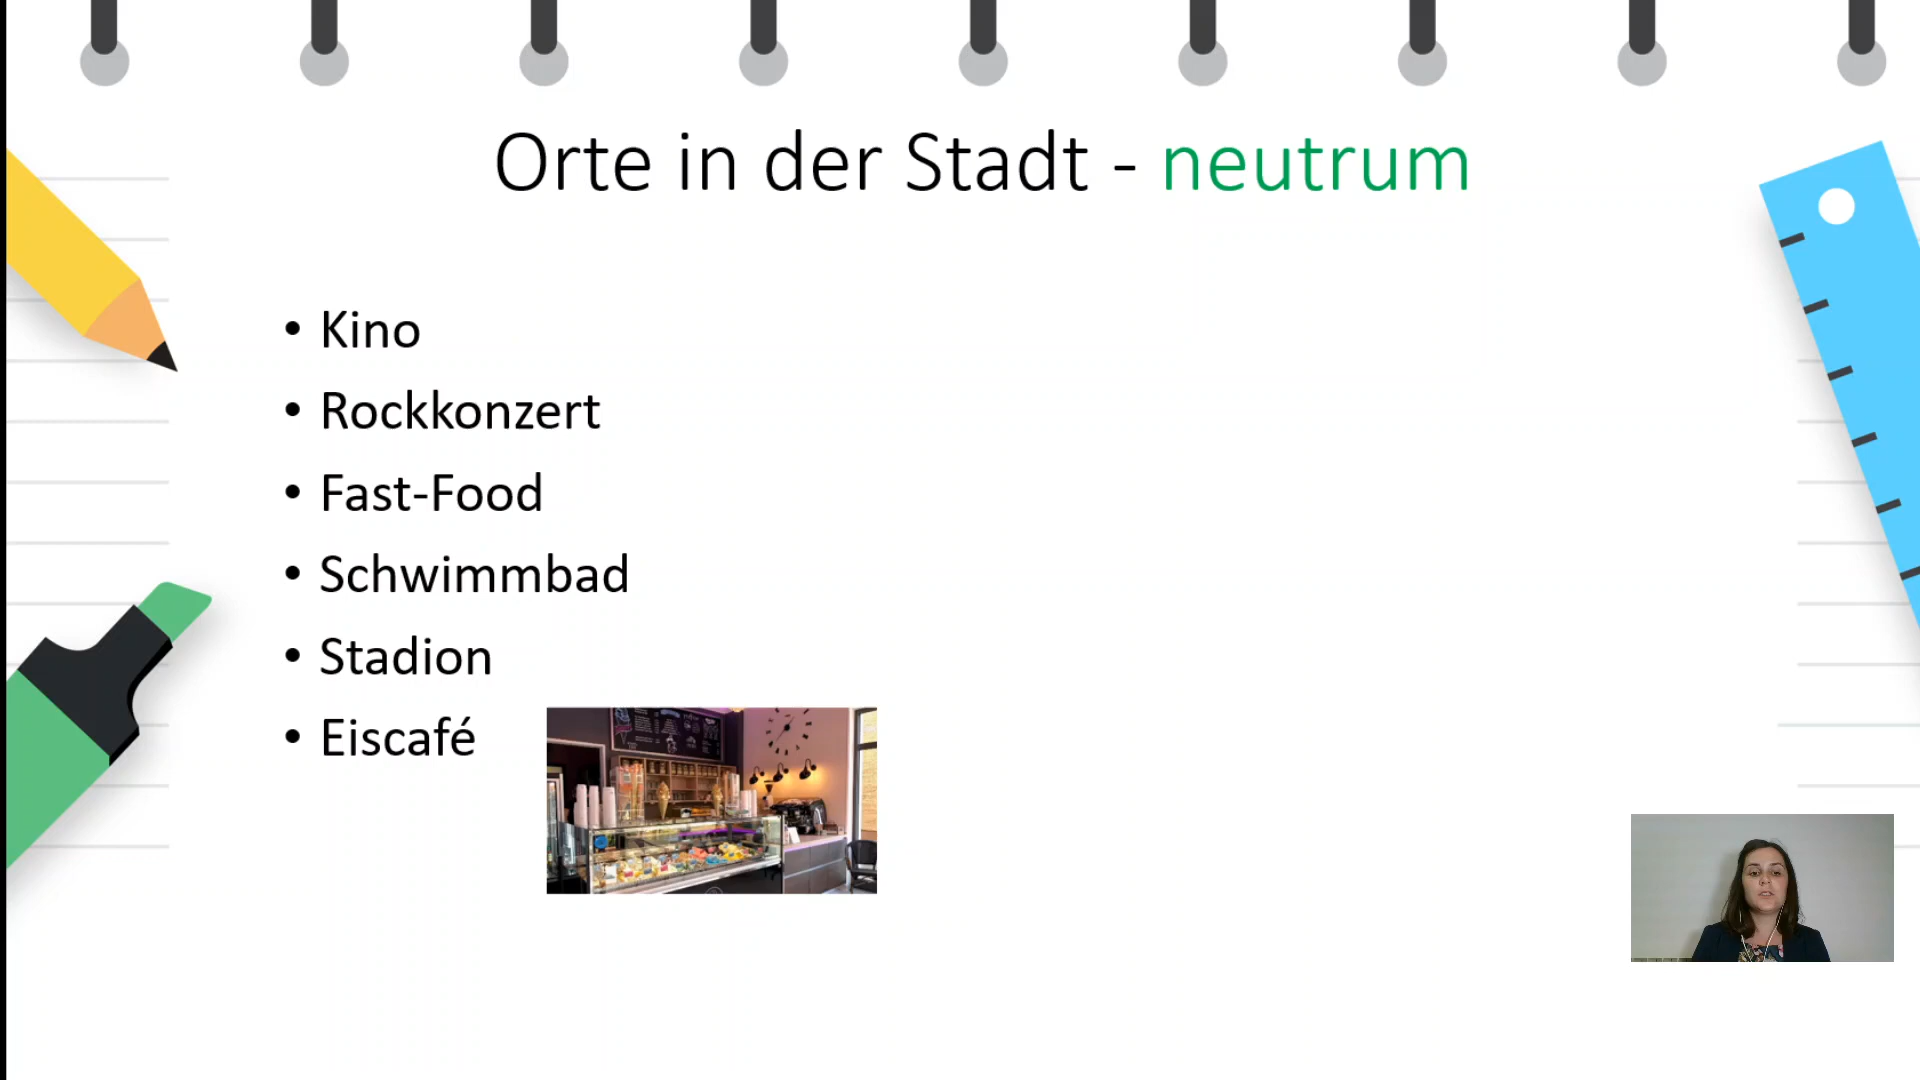 Orte in der Stadt - neutrum
• Kino
• Rockkonzert
• Fast-Food
• Schwimmbad
• Stadion
• Eiscafé